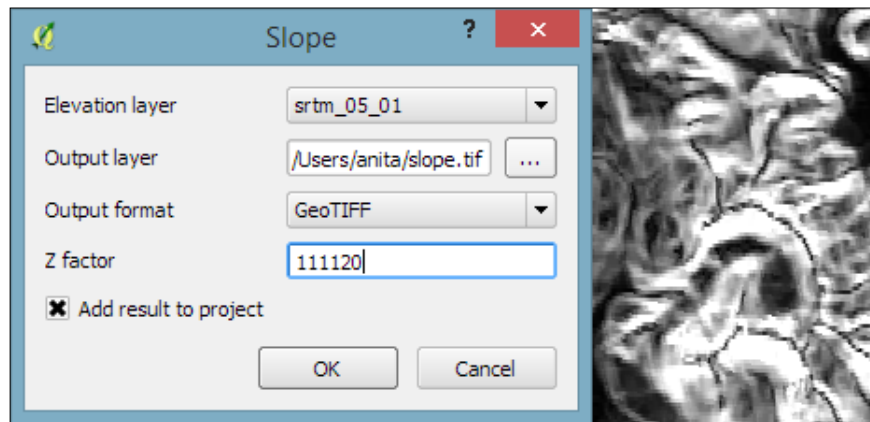 Slope
?
×
Elevation layer srtm_05_01
Output layer /Users/anita/slope.tif ...
Output format GeoTIFF
Z factor 111120
Add result to project
OK Cancel